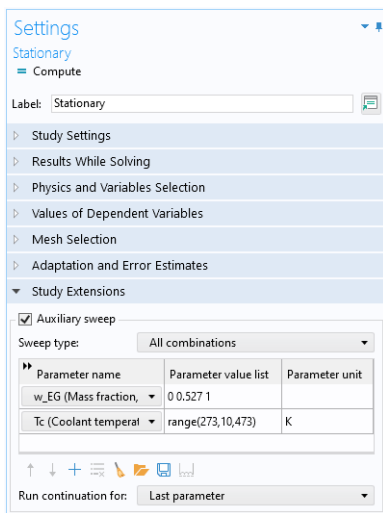 Settings
Stationary
= Compute
Label: Stationary
Study Settings
Results While Solving
Physics and Variables Selection
Values of Dependent Variables
Mesh Selection
Adaptation and Error Estimates
Study Extensions
Auxiliary sweep
Sweep type: All combinations
Parameter name Parameter value list Parameter unit
w_EG (Mass fraction, 0 0.527 1
Tc (Coolant temperat range(273,10,473) K
Run continuation for: Last parameter